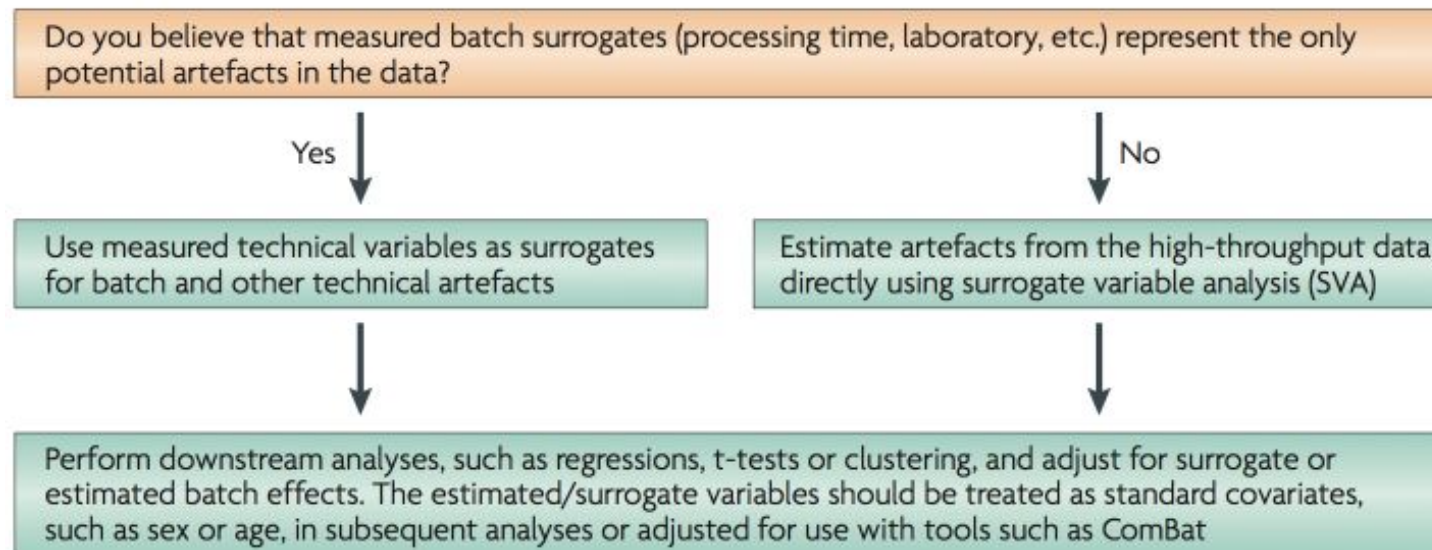 Do you believe that measured batch surrogates (processing time, laboratory, etc.) represent the only
potential artefacts in the data?
Yes
No
Use measured technical variables as surrogates
for batch and other technical artefacts
Estimate artefacts from the high-throughput data
directly using surrogate variable analysis (SVA)
Perform downstream analyses, such as regressions, t-tests or clustering, and adjust for surrogate or
estimated batch effects. The estimated/surrogate variables should be treated as standard covariates,
such as sex or age, in subsequent analyses or adjusted for use with tools such as ComBat